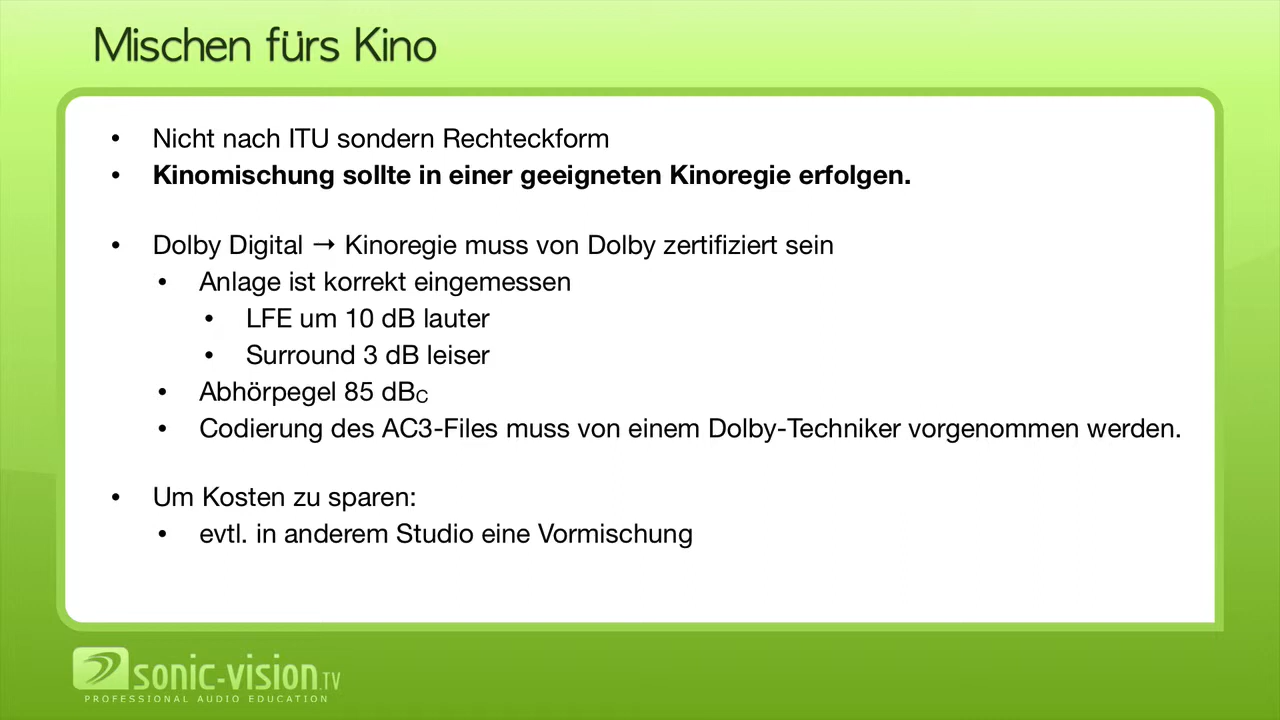 Mischen fürs Kino
• Nicht nach ITU sondern Rechteckform
• Kinomischung sollte in einer geeigneten Kinoregie erfolgen.
• Dolby Digital → Kinoregie muss von Dolby zertifiziert sein
• Anlage ist korrekt eingemessen
• LFE um 10 dB lauter
• Surround 3 dB leiser
• Abhörpegel 85 dBC
• Codierung des AC3-Files muss von einem Dolby-Techniker vorgenommen werden.
• Um Kosten zu sparen:
• evtl. in anderem Studio eine Vormischung
sonic-vision.TV
PROFESSIONAL AUDIO EDUCATION